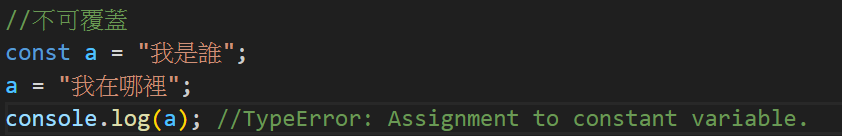 //不可覆蓋
const a = "我是誰";
a = "我在哪裡";
console.log(a); //TypeError: Assignment to constant variable.